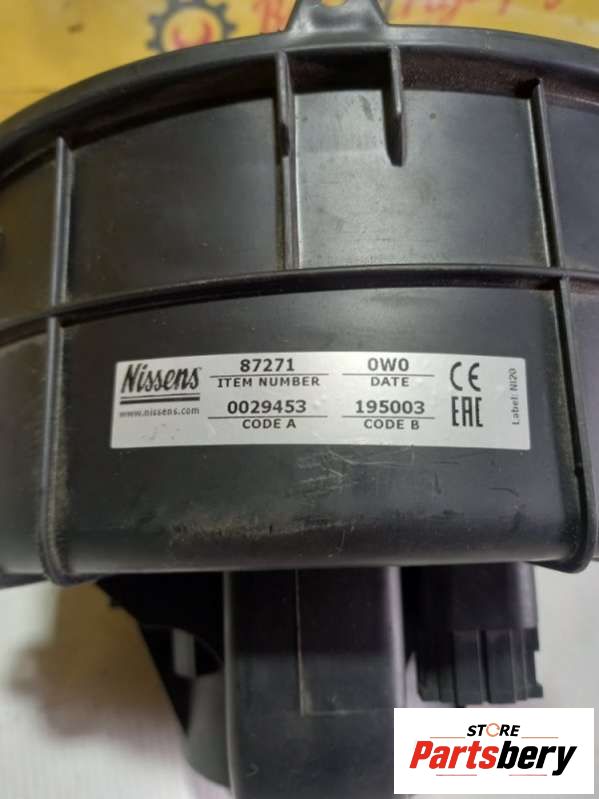 Nissens
www.nissens.com
87271
ITEM NUMBER
0W0
DATE
0029453
CODE A
195003
CODE B
CE
EAC
Label: NI20
STORE
Partsbery